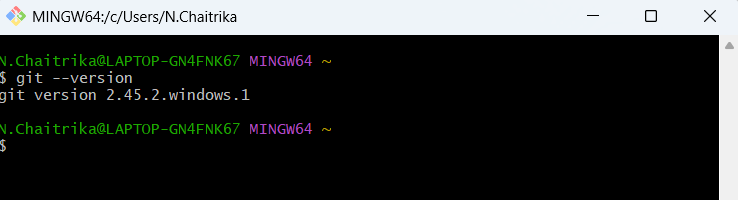 MINGW64:/c/Users/N.Chaitrika
N.Chaitrika@LAPTOP-GN4FNK67 MINGW64 ~
$ git --version
git version 2.45.2.windows.1
N.Chaitrika@LAPTOP-GN4FNK67 MINGW64 ~
$